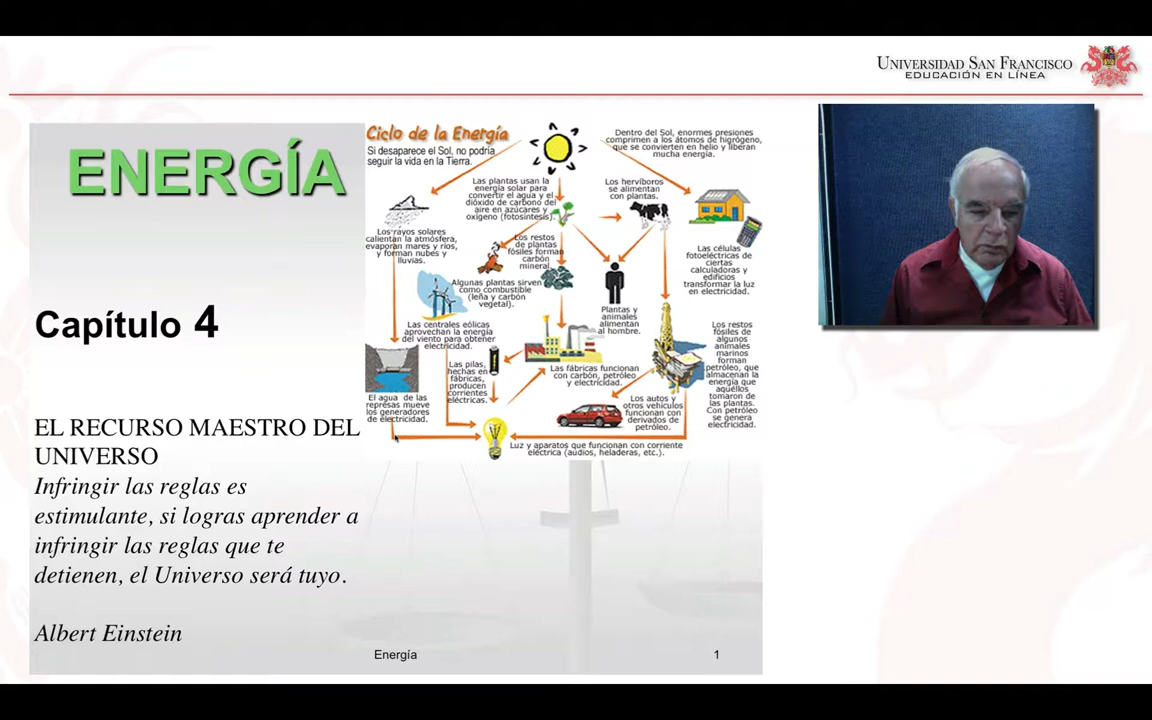 UNIVERSIDAD SAN FRANCISCO
EDUCACIÓN EN LÍNEA
ENERGÍA
Capítulo 4
EL RECURSO MAESTRO DEL
UNIVERSO
Infringir las reglas es
estimulante, si logras aprender a
infringir las reglas que te
detienen, el Universo será tuyo.
Albert Einstein
Ciclo de la Energía
Si desaparece el Sol, no podría
seguir la vida en la Tierra.
Dentro del Sol, enormes presiones
comprimen a los átomos de higrógeno,
que se convierten en helio y liberan
mucha energía.
Las plantas usan la
energía solar para
convertir el agua y el
dióxido de carbono del
aire en azúcares y
oxígeno (fotosíntesis).
Los hervíboros
se alimentan
con plantas.
Los rayos solares
calientan la atmósfera,
evaporan mares y ríos,
y forman nubes y
lluvias.
Los restos
de plantas
fósiles forman
carbón
mineral.
Las células
fotoeléctricas de
ciertas
calculadoras y
edificios
transformar la luz
en electricidad.
Algunas plantas sirven
como combustible
(leña y carbón
vegetal).
Plantas y
animales
alimentan
al hombre.
Las centrales eólicas
aprovechan la energía
del viento para obtener
electricidad.
Los restos
fósiles de
algunos
animales
marinos
forman
petróleo, que
almacenan la
energía que
aquéllos
tomaron de
las plantas.
Con petróleo
se genera
electricidad.
Las pilas,
hechas en
fábricas,
producen
corrientes
eléctricas.
Las fábricas funcionan
con carbón, petróleo
y electricidad.
El agua de las
represas mueve
los generadores
de electricidad.
Los autos y
otros vehículos
funcionan con
derivados de
petróleo.
Luz y aparatos que funcionan con corriente
eléctrica (audios, heladeras, etc.).
Energía
1